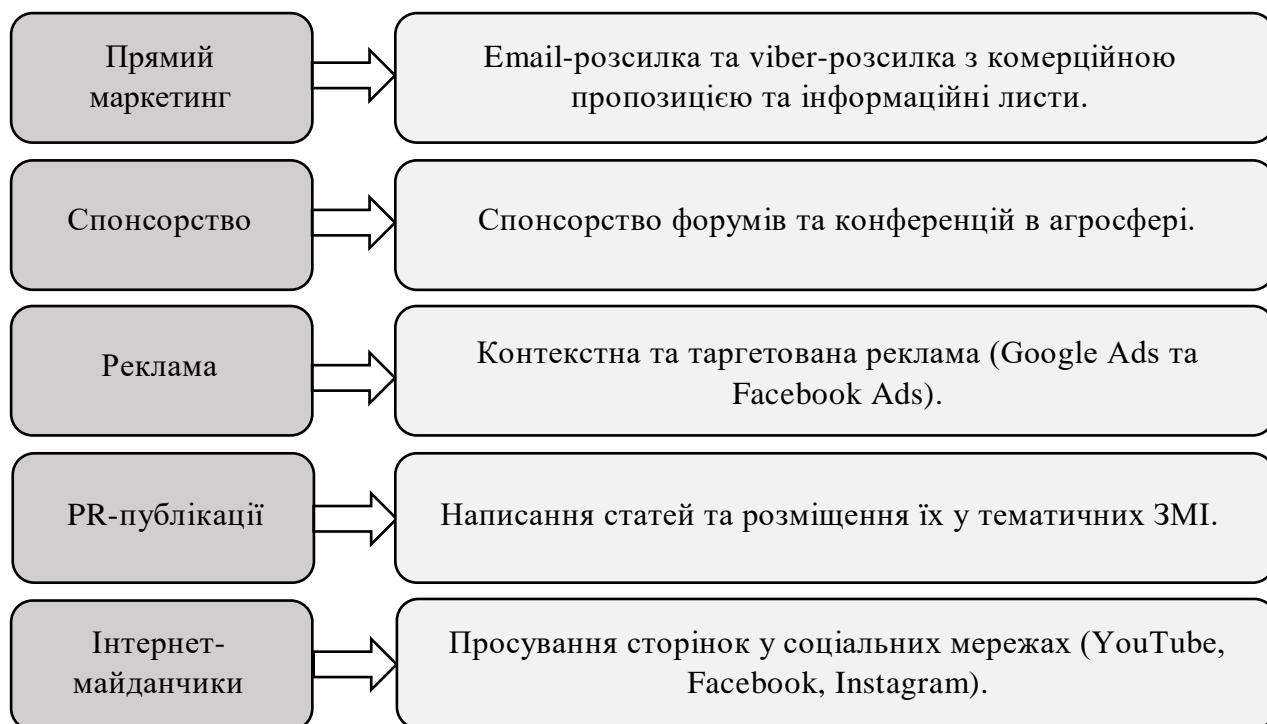 Прямий
маркетинг
Email-розсилка та viber-розсилка з комерційною
пропозицією та інформаційні листи.
Спонсорство
Спонсорство форумів та конференцій в агросфері.
Реклама
Контекстна та таргетована реклама (Google Ads та
Facebook Ads).
PR-публікації
Написання статей та розміщення їх у тематичних ЗМІ.
Інтернет-
майданчики
Просування сторінок у соціальних мережах (YouTube,
Facebook, Instagram).